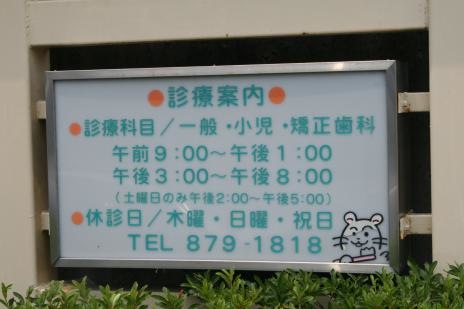 ●診療案内●
●診療科目/一般・小児・矯正歯科
午前9:00〜午後1:00
午後3:00〜午後8:00
(土曜日のみ午後2:00〜午後5:00)
●休診日/木曜・日曜・祝日
TEL 879-1818